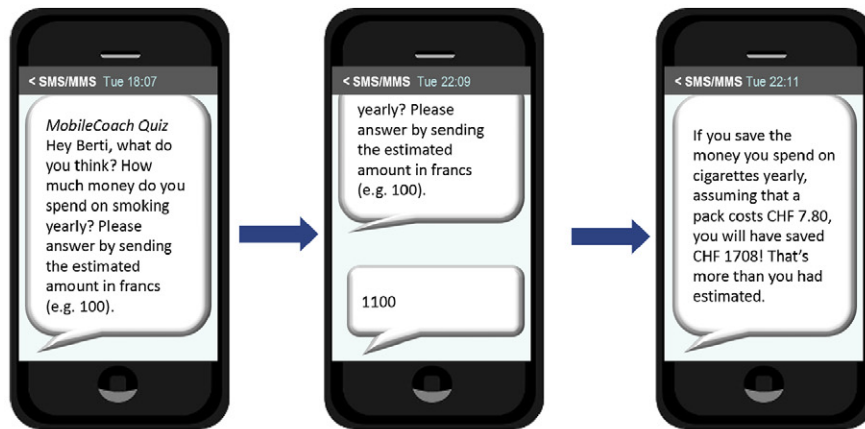 < SMS/MMS Tue 18:07
MobileCoach Quiz
Hey Berti, what do
you think? How
much money do you
spend on smoking
yearly? Please
answer by sending
the estimated
amount in francs
(e.g. 100).
< SMS/MMS Tue 22:09
yearly? Please
answer by sending
the estimated
amount in francs
(e.g. 100).
1100
< SMS/MMS Tue 22:11
If you save the
money you spend on
cigarettes yearly,
assuming that a
pack costs CHF 7.80,
you will have saved
CHF 1708! That's
more than you had
estimated.